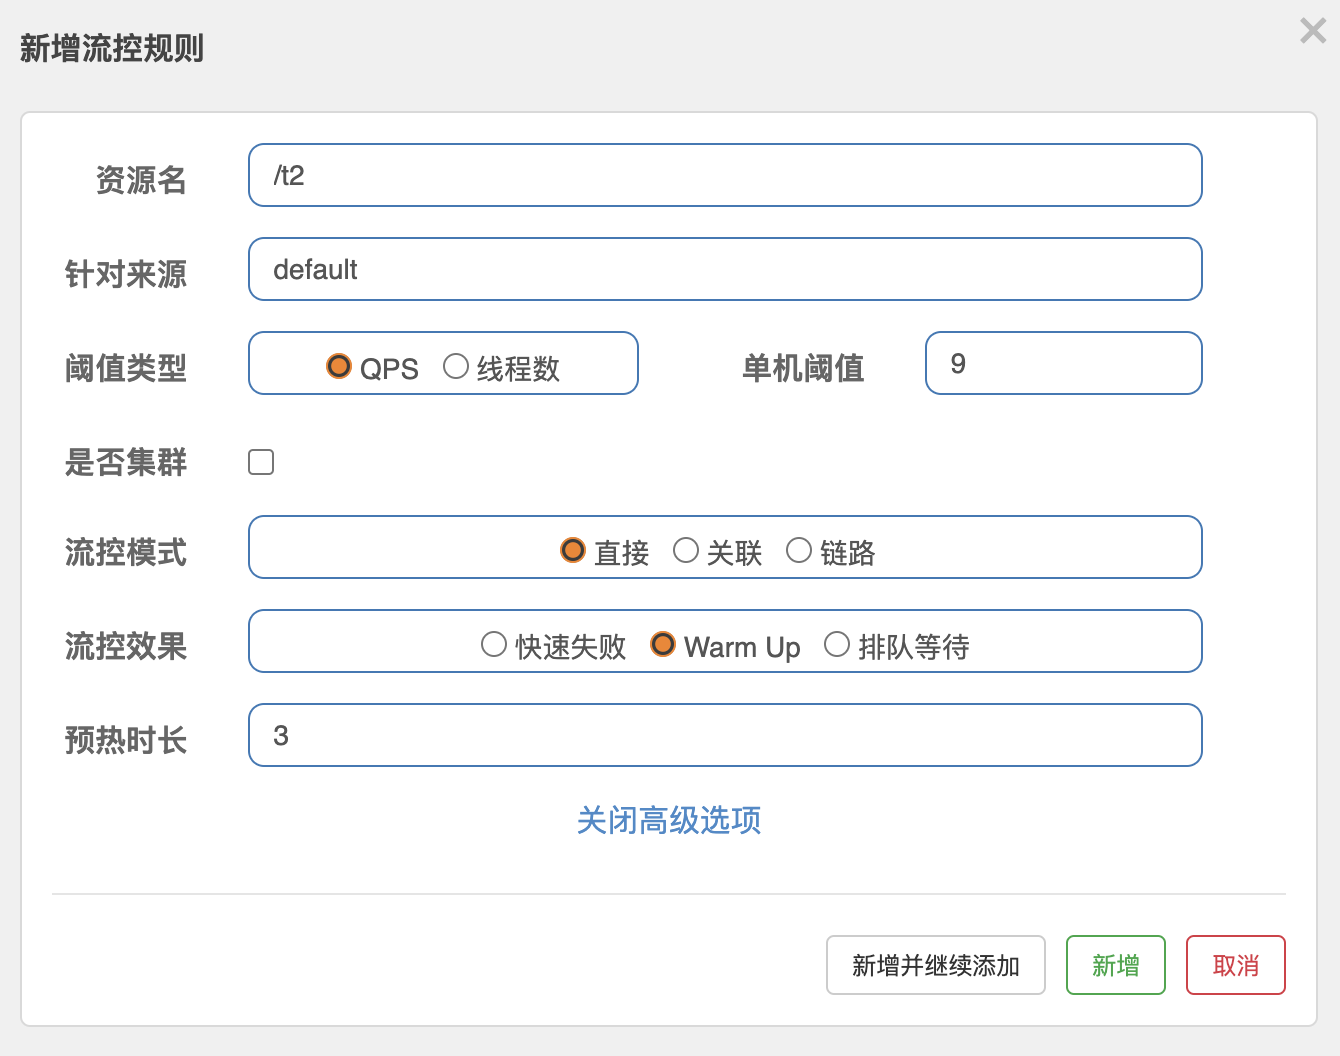 新增流控规则
×
资源名 /t2
针对来源 default
阈值类型 QPS 线程数 单机阈值 9
是否集群
流控模式 直接 关联 链路
流控效果 快速失败 Warm Up 排队等待
预热时长 3
关闭高级选项
新增并继续添加 新增 取消